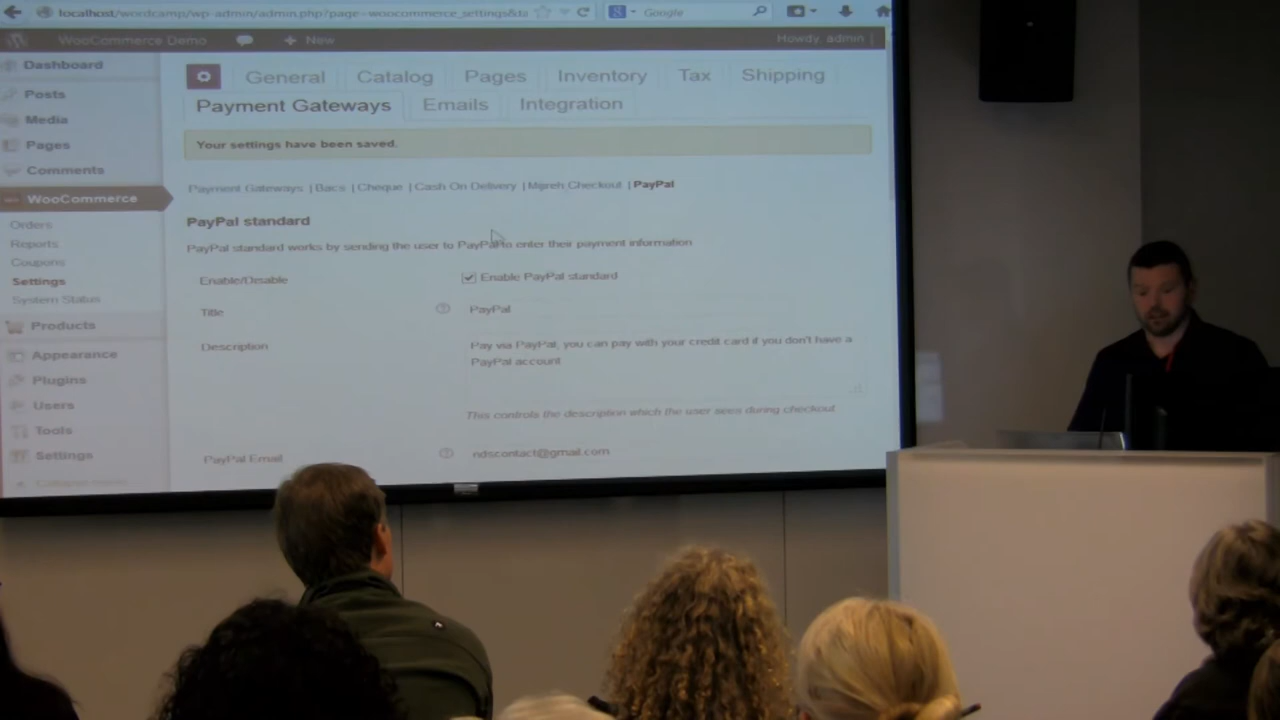 localhost/wordcamp/wp-admin/admin.php?page=woocommerce_settings&ta
Google
WooCommerce Demo
New
Howdy, admin
Dashboard
Posts
Media
Pages
Comments
WooCommerce
Orders
Reports
Coupons
Settings
System Status
Products
Appearance
Plugins
Users
Tools
Settings
Collapse menu
General
Catalog
Pages
Inventory
Tax
Shipping
Payment Gateways
Emails
Integration
Your settings have been saved.
Payment Gateways | Bacs | Cheque | Cash On Delivery | Mijireh Checkout | PayPal
PayPal standard
PayPal standard works by sending the user to PayPal to enter their payment information
Enable/Disable
Enable PayPal standard
Title
PayPal
Description
Pay via PayPal, you can pay with your credit card if you don't have a
PayPal account
This controls the description which the user sees during checkout.
PayPal Email
ndscontact@gmail.com